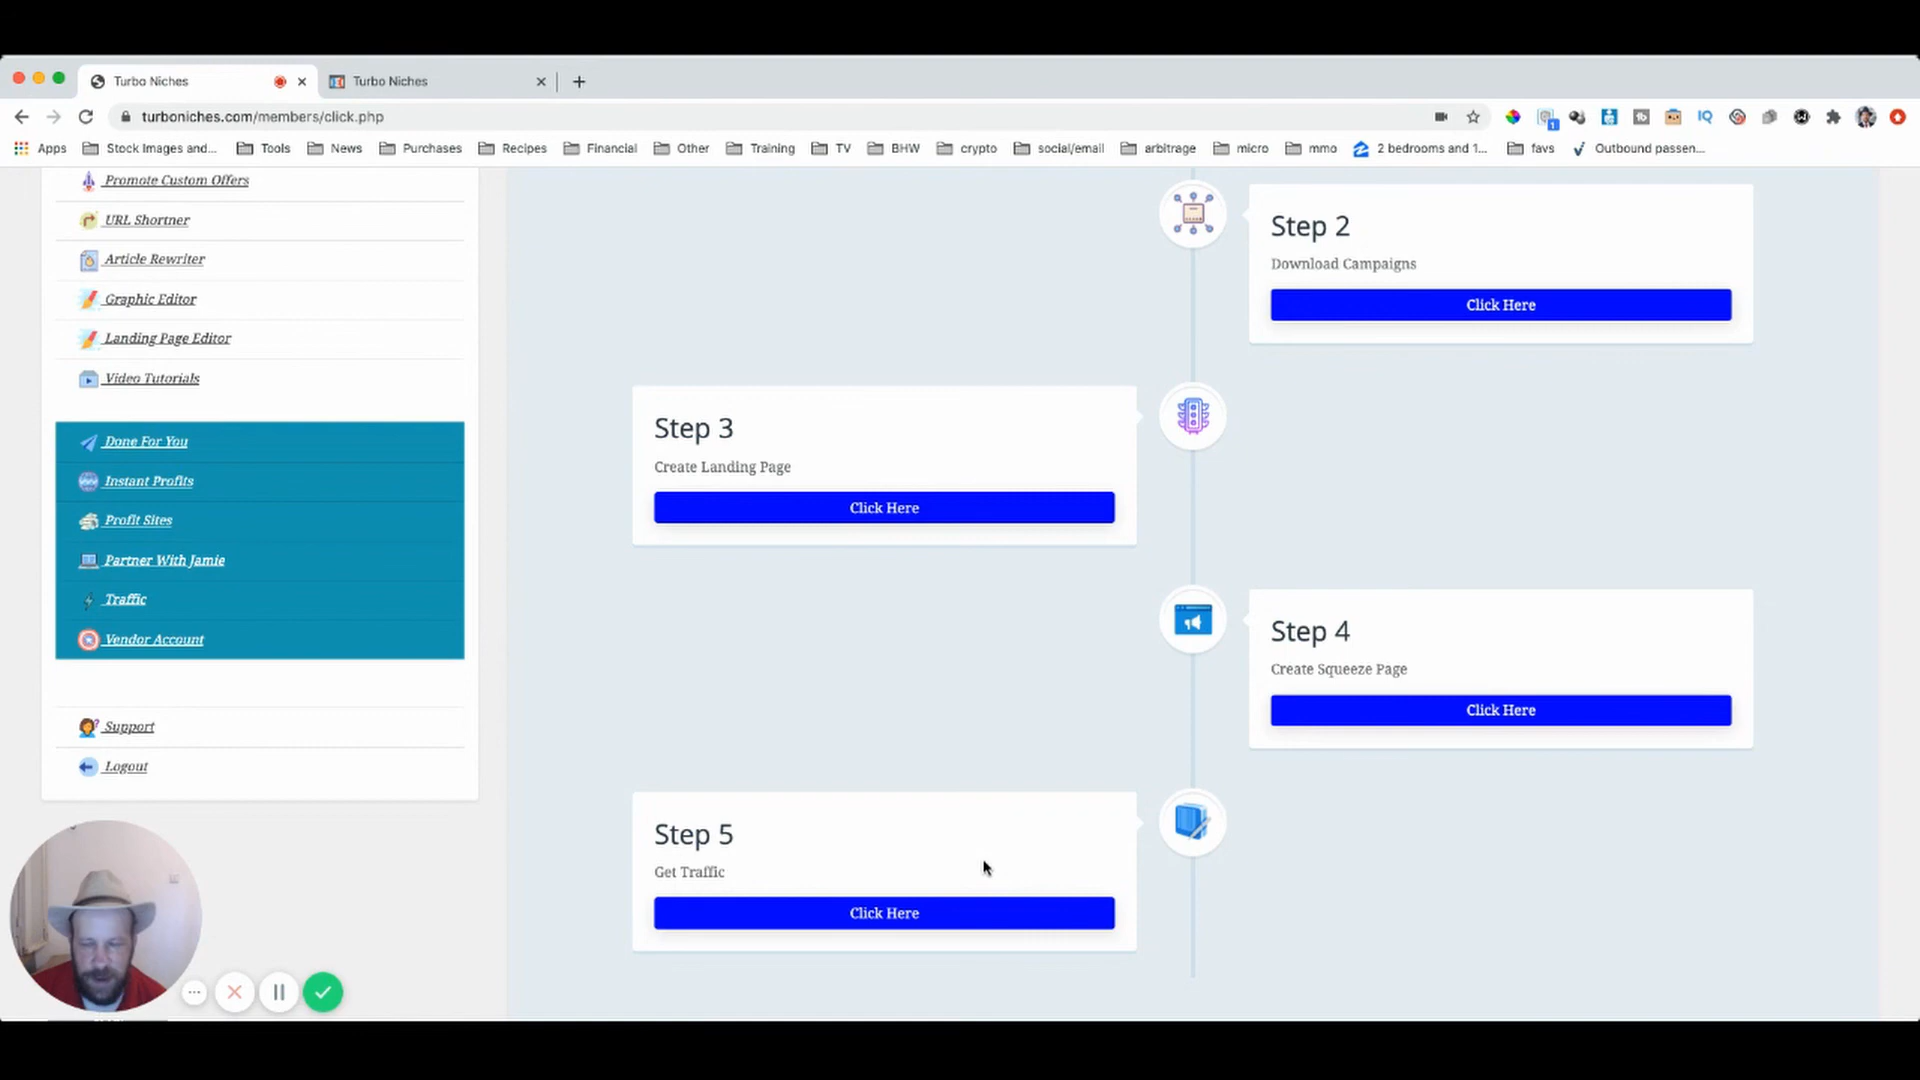 Turbo Niches
Turbo Niches
turboniches.com/members/click.php
Apps
Stock Images and...
Tools
News
Purchases
Recipes
Financial
Other
Training
TV
BHW
crypto
social/email
arbitrage
micro
mmo
2 bedrooms and 1...
favs
Outbound passen...
Promote Custom Offers
URL Shortner
Article Rewriter
Graphic Editor
Landing Page Editor
Video Tutorials
Done For You
Instant Profits
Profit Sites
Partner With Jamie
Traffic
Vendor Account
Support
Logout
Step 2
Download Campaigns
Click Here
Step 3
Create Landing Page
Click Here
Step 4
Create Squeeze Page
Click Here
Step 5
Get Traffic
Click Here
1
tb
IQ